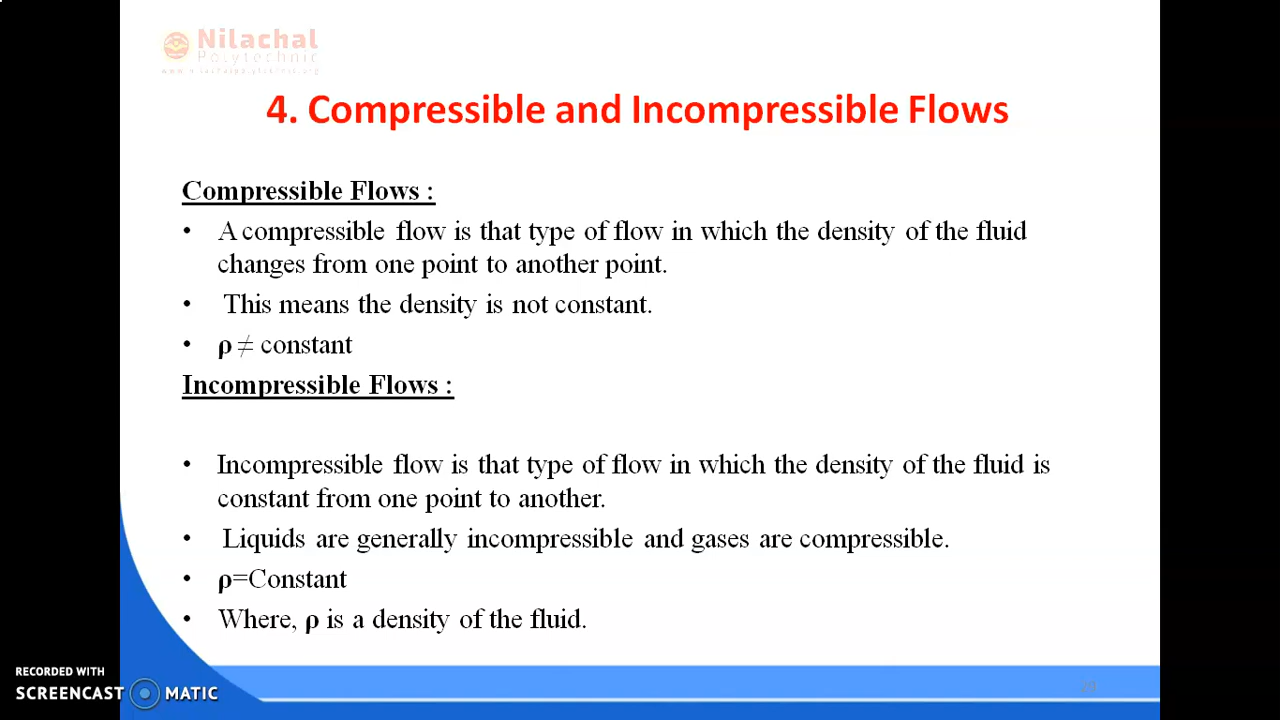 Nilachal
Polytechnic
4. Compressible and Incompressible Flows
Compressible Flows :
• A compressible flow is that type of flow in which the density of the fluid
changes from one point to another point.
• This means the density is not constant.
• ρ ≠ constant
Incompressible Flows :
• Incompressible flow is that type of flow in which the density of the fluid is
constant from one point to another.
• Liquids are generally incompressible and gases are compressible.
• ρ=Constant
• Where, ρ is a density of the fluid.
RECORDED WITH
SCREENCAST MATIC